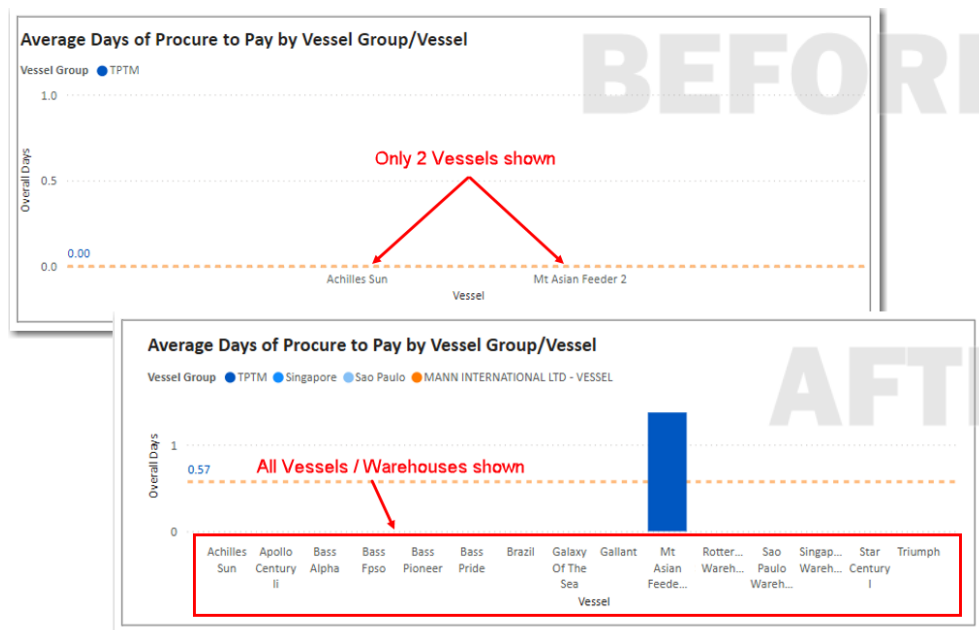 BEFOR
Average Days of Procure to Pay by Vessel Group/Vessel
Vessel Group TPTM
1.0
Only 2 Vessels shown
Overall Days
0.5
0.00
0.0
Achilles Sun Mt Asian Feeder 2
Vessel
AFT
Average Days of Procure to Pay by Vessel Group/Vessel
Vessel Group TPTM Singapore Sao Paulo MANN INTERNATIONAL LTD - VESSEL
Overall Days
1
0.57
All Vessels / Warehouses shown
0
Achilles Apollo Bass Bass Bass Bass Brazil Galaxy Gallant Mt Rotter... Sao Singap... Star Triumph
Sun Century Alpha Fpso Pioneer Pride Of The Asian Wareh... Paulo Wareh... Century
Ii Sea Feede... Wareh... I
Vessel